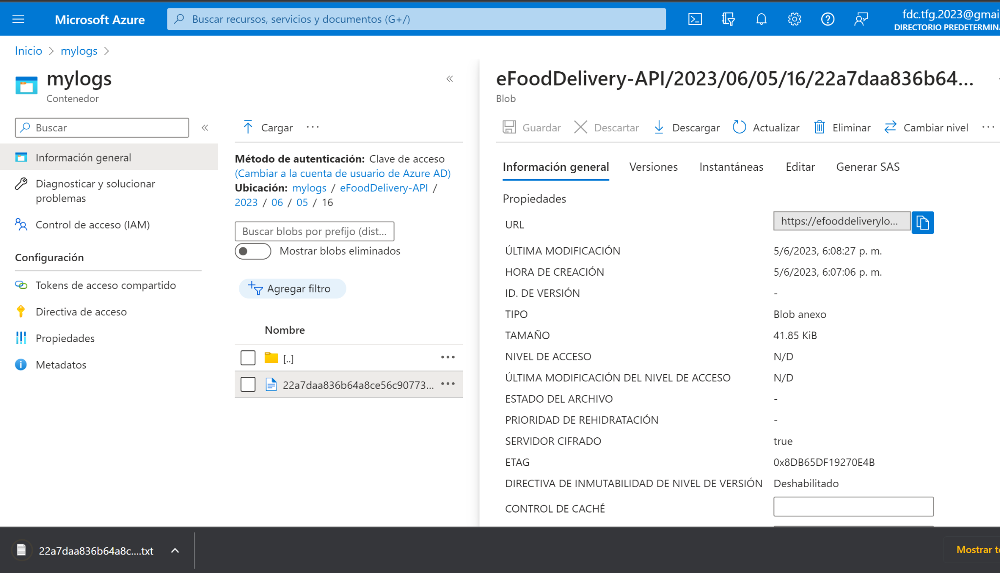 Microsoft Azure
Buscar recursos, servicios y documentos (G+/)
fdc.tfg.2023@gmai
DIRECTORIO PREDETERMIN
Inicio > mylogs >
mylogs
Contenedor
«
Buscar
«
Información general
Diagnosticar y solucionar
problemas
Control de acceso (IAM)
Configuración
Tokens de acceso compartido
Directiva de acceso
Propiedades
Metadatos
Cargar ...
Método de autenticación: Clave de acceso
(Cambiar a la cuenta de usuario de Azure AD)
Ubicación: mylogs / eFoodDelivery-API /
2023 / 06 / 05 / 16
Buscar blobs por prefijo (dist...
Mostrar blobs eliminados
Agregar filtro
Nombre
[..]
22a7daa836b64a8ce56c90773...
eFoodDelivery-API/2023/06/05/16/22a7daa836b64...
Blob
Guardar Descartar Descargar Actualizar Eliminar Cambiar nivel ...
Información general Versiones Instantáneas Editar Generar SAS
Propiedades
URL https://efooddeliverylo...
ÚLTIMA MODIFICACIÓN 5/6/2023, 6:08:27 p. m.
HORA DE CREACIÓN 5/6/2023, 6:07:06 p. m.
ID. DE VERSIÓN -
TIPO Blob anexo
TAMAÑO 41.85 KiB
NIVEL DE ACCESO N/D
ÚLTIMA MODIFICACIÓN DEL NIVEL DE ACCESO N/D
ESTADO DEL ARCHIVO -
PRIORIDAD DE REHIDRATACIÓN -
SERVIDOR CIFRADO true
ETAG 0x8DB65DF19270E4B
DIRECTIVA DE INMUTABILIDAD DE NIVEL DE VERSIÓN Deshabilitado
CONTROL DE CACHÉ
22a7daa836b64a8c....txt
Mostrar t